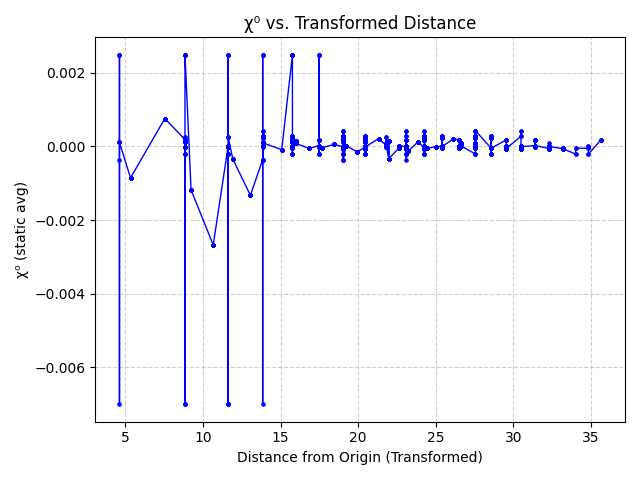 χ⁰ vs. Transformed Distance
χ⁰ (static avg)
0.002
0.000
−0.002
−0.004
−0.006
5 10 15 20 25 30 35
Distance from Origin (Transformed)